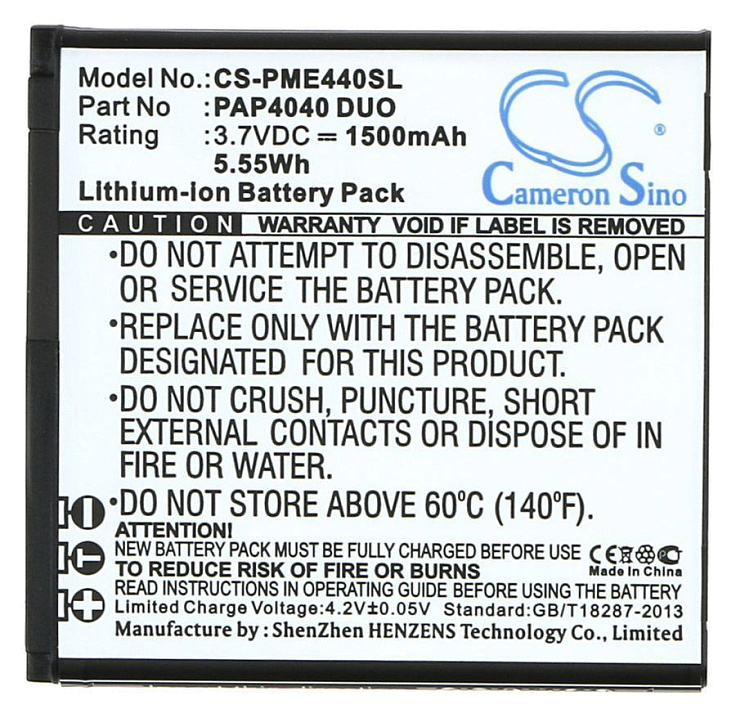 Model No.:CS-PME440SL
Part No :PAP4040 DUO
Rating :3.7VDC ⎓ 1500mAh
5.55Wh
Lithium-ion Battery Pack
CS®
Cameron Sino
CAUTION WARRANTY VOID IF LABEL IS REMOVED
•DO NOT ATTEMPT TO DISASSEMBLE, OPEN
OR SERVICE THE BATTERY PACK.
•REPLACE ONLY WITH THE BATTERY PACK
DESIGNATED FOR THIS PRODUCT.
•DO NOT CRUSH, PUNCTURE, SHORT
EXTERNAL CONTACTS OR DISPOSE OF IN
FIRE OR WATER.
•DO NOT STORE ABOVE 60°C (140°F).
ATTENTION!
NEW BATTERY PACK MUST BE FULLY CHARGED BEFORE USE
TO REDUCE RISK OF FIRE OR BURNS
CE
Made In China
READ INSTRUCTIONS IN OPERATING GUIDE BEFORE USING THE BATTERY
Limited Charge Voltage:4.2V±0.05V Standard:GB/T18287-2013
Manufacture by : ShenZhen HENZENS Technology Co., Limited